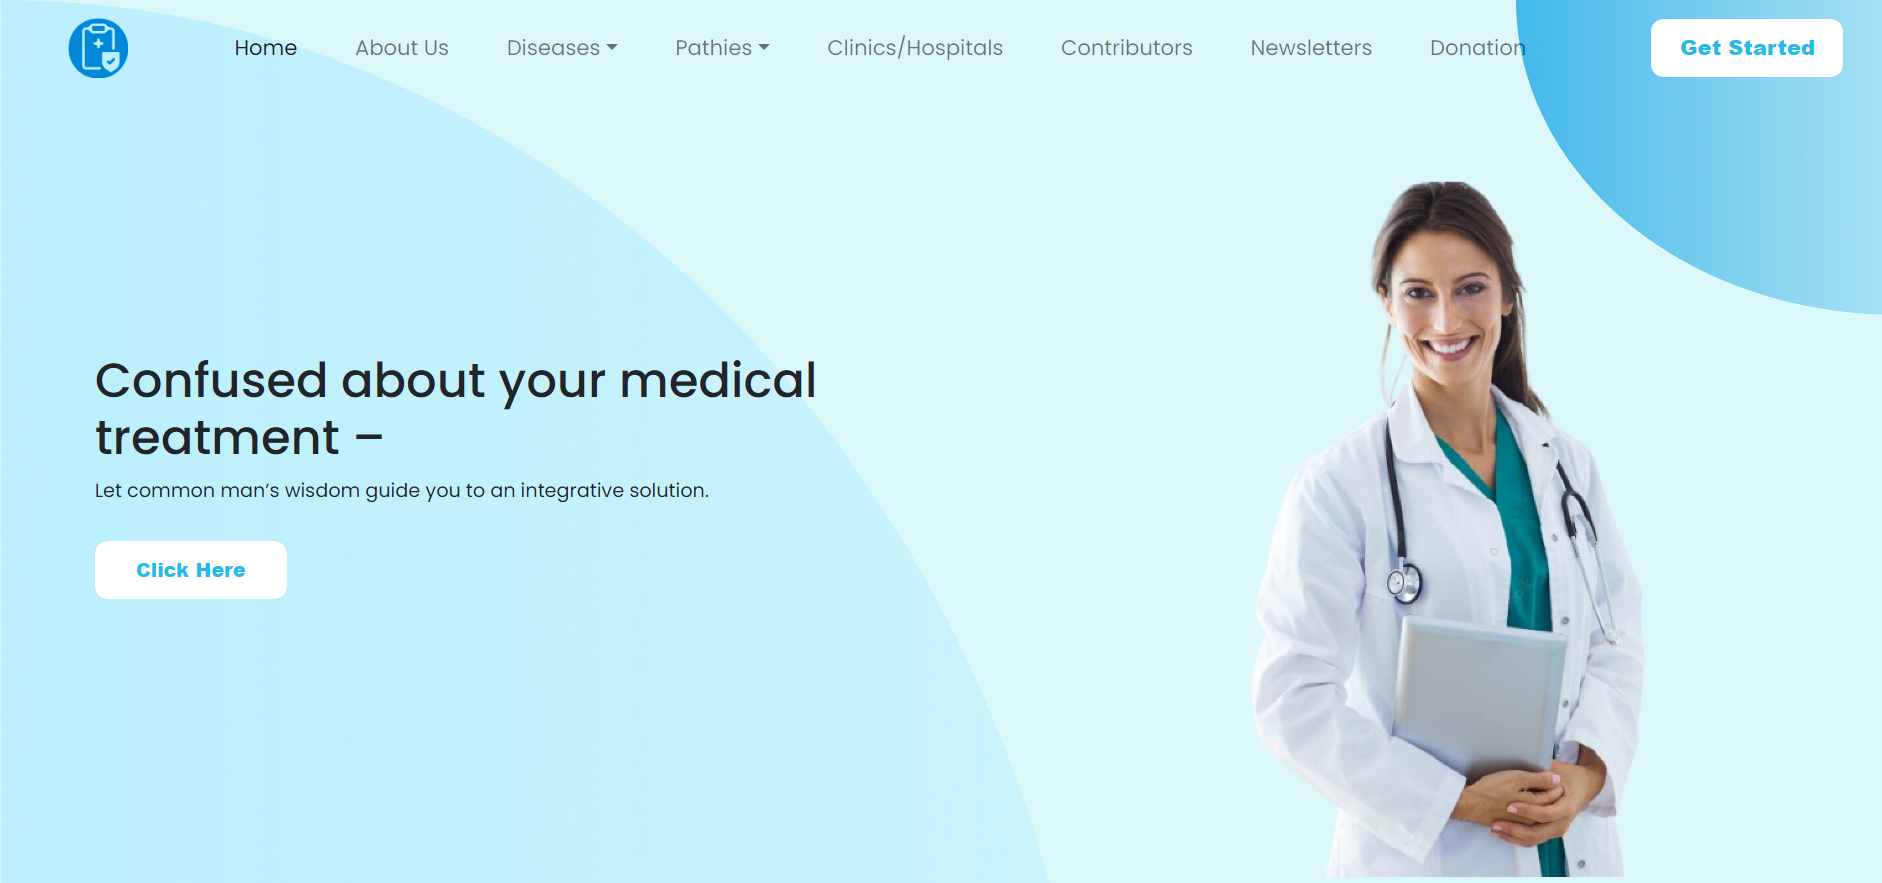 Home About Us Diseases Pathies Clinics/Hospitals Contributors Newsletters Donation Get Started
Confused about your medical
treatment –
Let common man’s wisdom guide you to an integrative solution.
Click Here